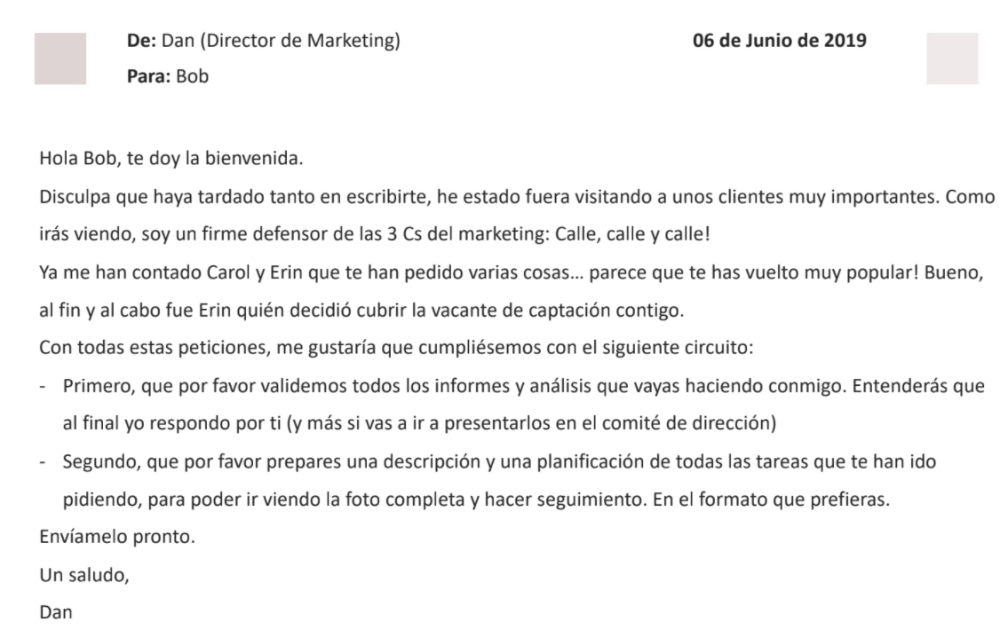 De: Dan (Director de Marketing)
06 de Junio de 2019
Para: Bob
Hola Bob, te doy la bienvenida.
Disculpa que haya tardado tanto en escribirte, he estado fuera visitando a unos clientes muy importantes. Como
irás viendo, soy un firme defensor de las 3 Cs del marketing: Calle, calle y calle!
Ya me han contado Carol y Erin que te han pedido varias cosas… parece que te has vuelto muy popular! Bueno,
al fin y al cabo fue Erin quién decidió cubrir la vacante de captación contigo.
Con todas estas peticiones, me gustaría que cumpliésemos con el siguiente circuito:
- Primero, que por favor validemos todos los informes y análisis que vayas haciendo conmigo. Entenderás que
al final yo respondo por ti (y más si vas a ir a presentarlos en el comité de dirección)
- Segundo, que por favor prepares una descripción y una planificación de todas las tareas que te han ido
pidiendo, para poder ir viendo la foto completa y hacer seguimiento. En el formato que prefieras.
Envíamelo pronto.
Un saludo,
Dan